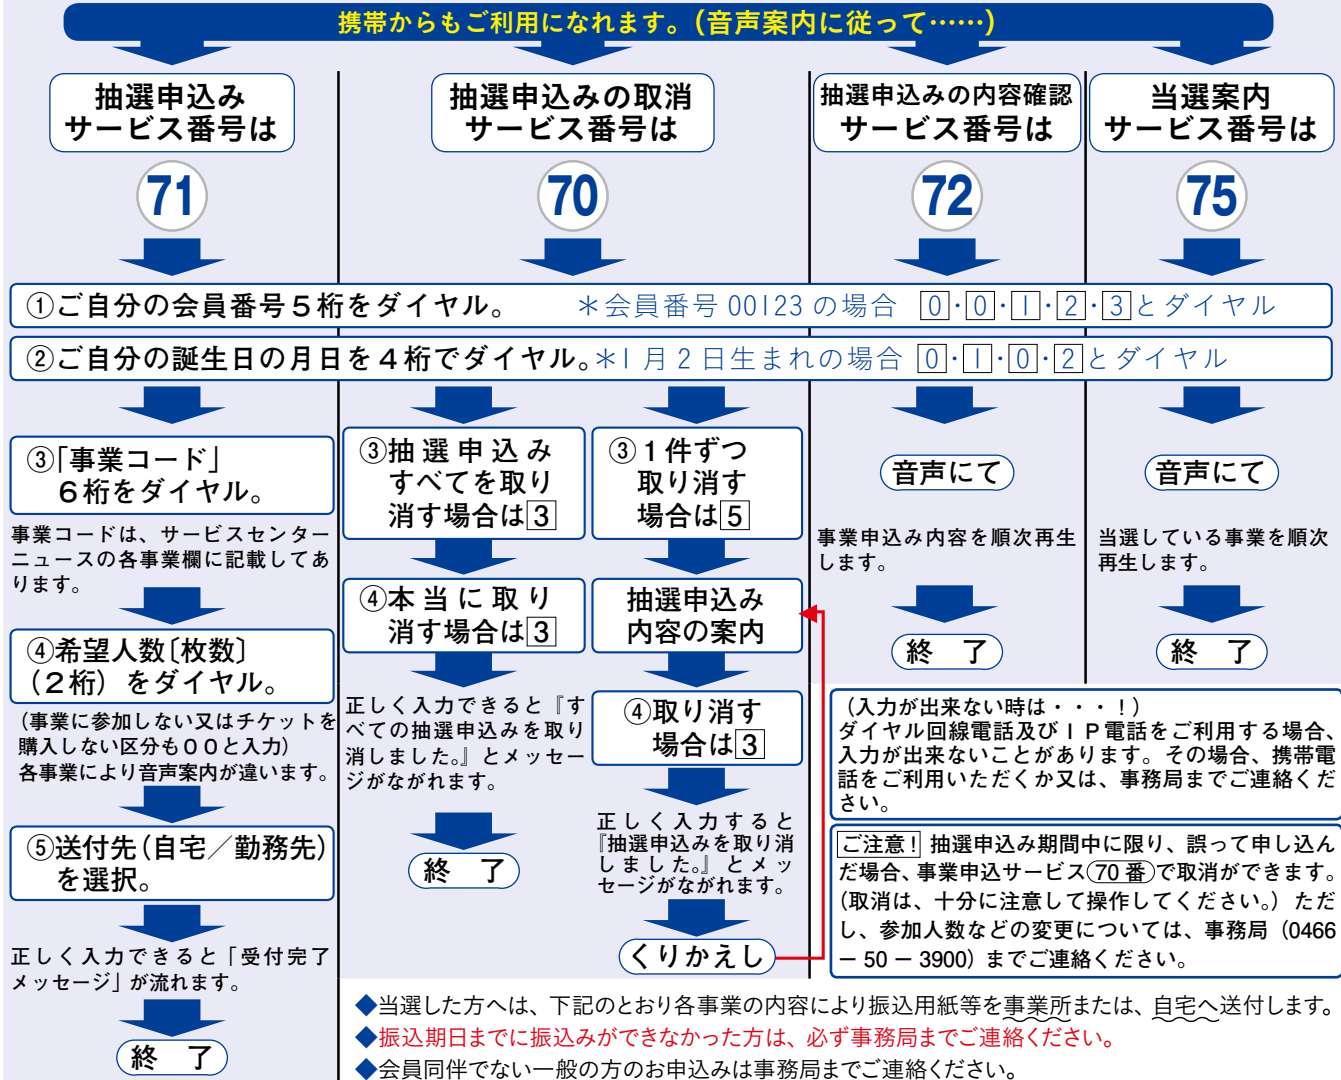 携帯からもご利用になれます。(音声案内に従って……)
抽選申込み
サービス番号は
71
抽選申込みの取消
サービス番号は
70
抽選申込みの内容確認
サービス番号は
72
当選案内
サービス番号は
75
①ご自分の会員番号5桁をダイヤル。 ＊会員番号 00123 の場合 0・0・1・2・3とダイヤル
②ご自分の誕生日の月日を4桁でダイヤル。＊1月2日生まれの場合 0・1・0・2とダイヤル
③「事業コード」
6桁をダイヤル。
事業コードは、サービスセンター
ニュースの各事業欄に記載してあ
ります。
④希望人数〔枚数〕
(2桁) をダイヤル。
(事業に参加しない又はチケットを
購入しない区分も00と入力)
各事業により音声案内が違います。
⑤送付先(自宅／勤務先)
を選択。
正しく入力できると「受付完了
メッセージ」が流れます。
終 了
③抽選申込み
すべてを取り
消す場合は3
④本当に取り
消す場合は3
正しく入力できると『す
べての抽選申込みを取り
消しました。』とメッセー
ジがながれます。
終 了
③1件ずつ
取り消す
場合は5
抽選申込み
内容の案内
④取り消す
場合は3
正しく入力すると
『抽選申込みを取り消
しました。』とメッ
セージがながれます。
くりかえし
音声にて
事業申込み内容を順次再生
します。
終 了
音声にて
当選している事業を順次
再生します。
終 了
(入力が出来ない時は・・・！)
ダイヤル回線電話及びＩＰ電話をご利用する場合、
入力が出来ないことがあります。その場合、携帯電
話をご利用いただくか又は、事務局までご連絡くだ
さい。
ご注意！ 抽選申込み期間中に限り、誤って申し込ん
だ場合、事業申込サービス70番で取消ができます。
(取消は、十分に注意して操作してください。) ただ
し、参加人数などの変更については、事務局 (0466
－50－3900) までご連絡ください。
◆当選した方へは、下記のとおり各事業の内容により振込用紙等を事業所または、自宅へ送付します。
◆振込期日までに振込みができなかった方は、必ず事務局までご連絡ください。
◆会員同伴でない一般の方のお申込みは事務局までご連絡ください。